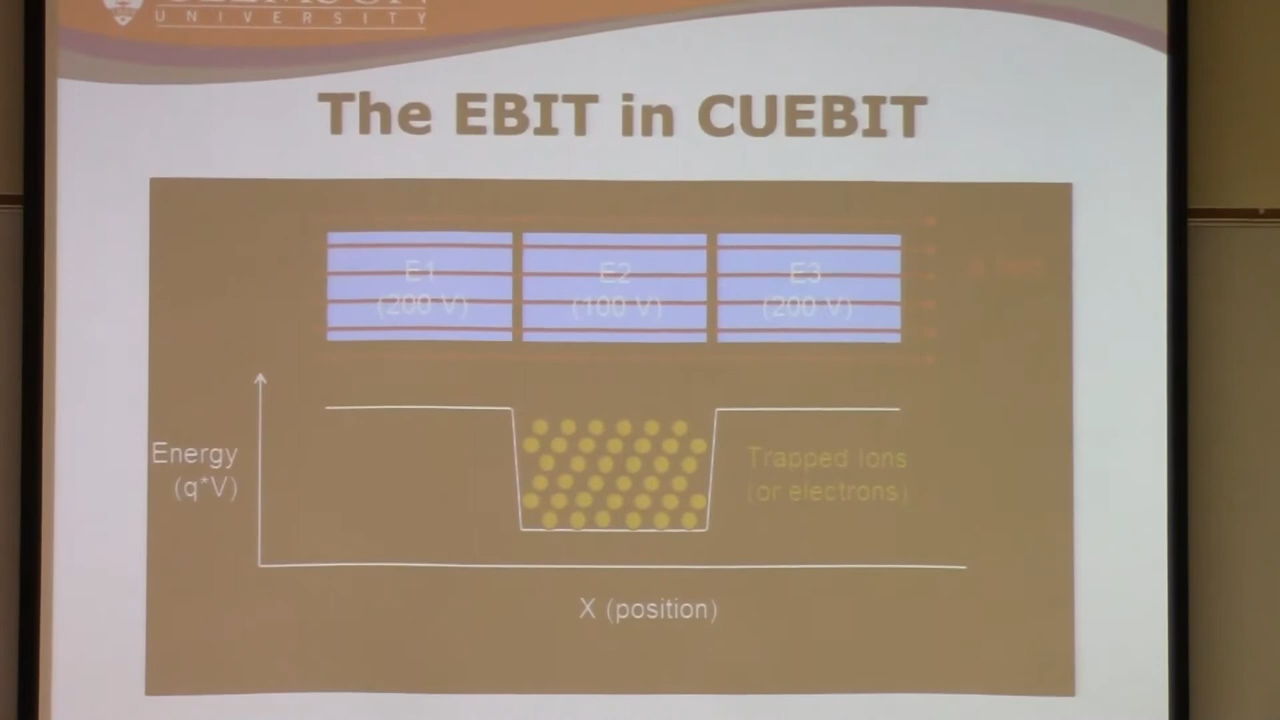 UNIVERSITY
The EBIT in CUEBIT
E1
(200 V)
E2
(100 V)
E3
(200 V)
Energy
(q*V)
Trapped Ions
(or electrons)
X (position)